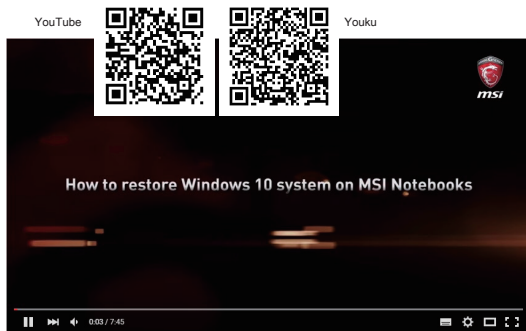 YouTube
Youku
msi
How to restore Windows 10 system on MSI Notebooks
0:03 / 7:45